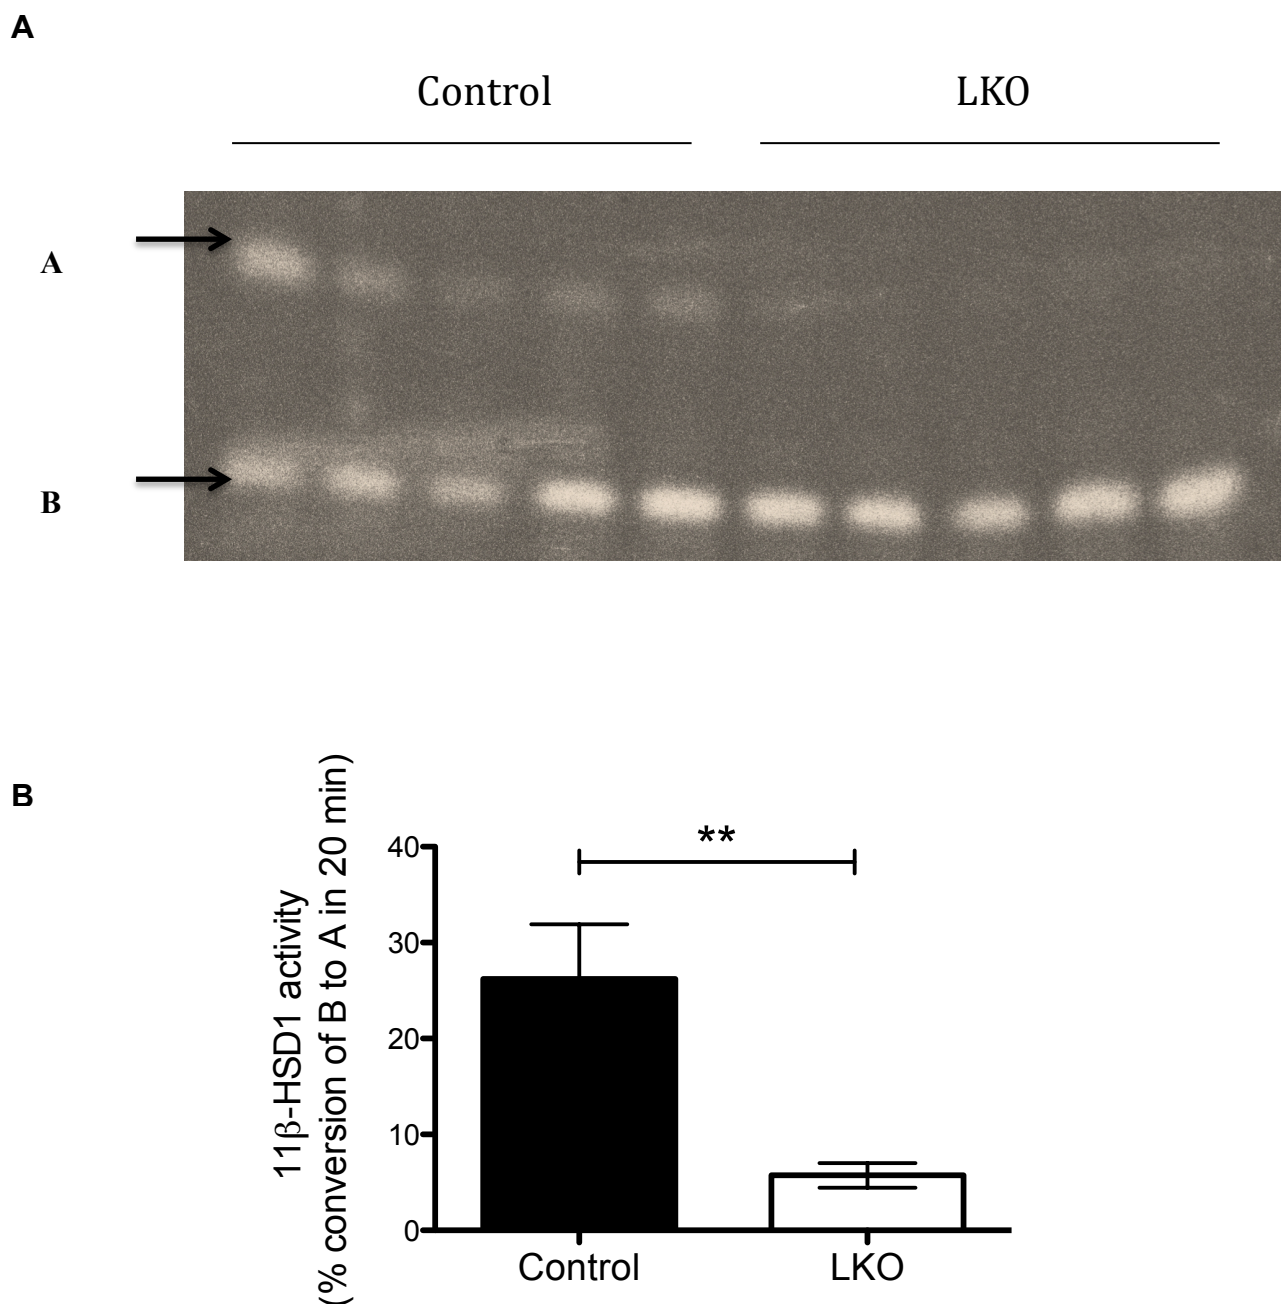 A
Control LKO
A
B
B
**
40
30
20
10
0
11β-HSD1 activity
(% conversion of B to A in 20 min)
Control LKO